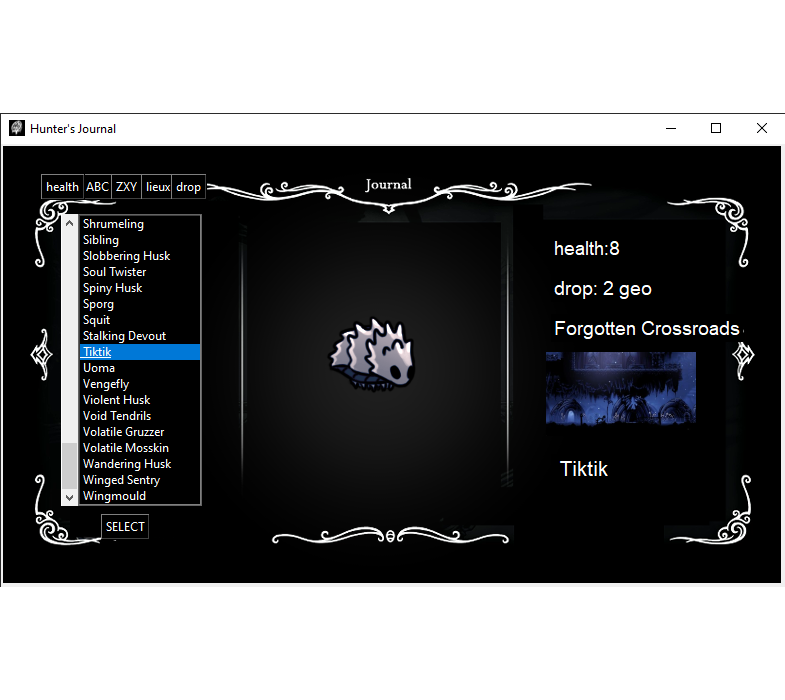 Hunter's Journal
health ABC ZXY lieux drop
Journal
Shrumeling
Sibling
Slobbering Husk
Soul Twister
Spiny Husk
Sporg
Squit
Stalking Devout
Tiktik
Uoma
Vengefly
Violent Husk
Void Tendrils
Volatile Gruzzer
Volatile Mosskin
Wandering Husk
Winged Sentry
Wingmould
SELECT
health:8
drop: 2 geo
Forgotten Crossroads
Tiktik